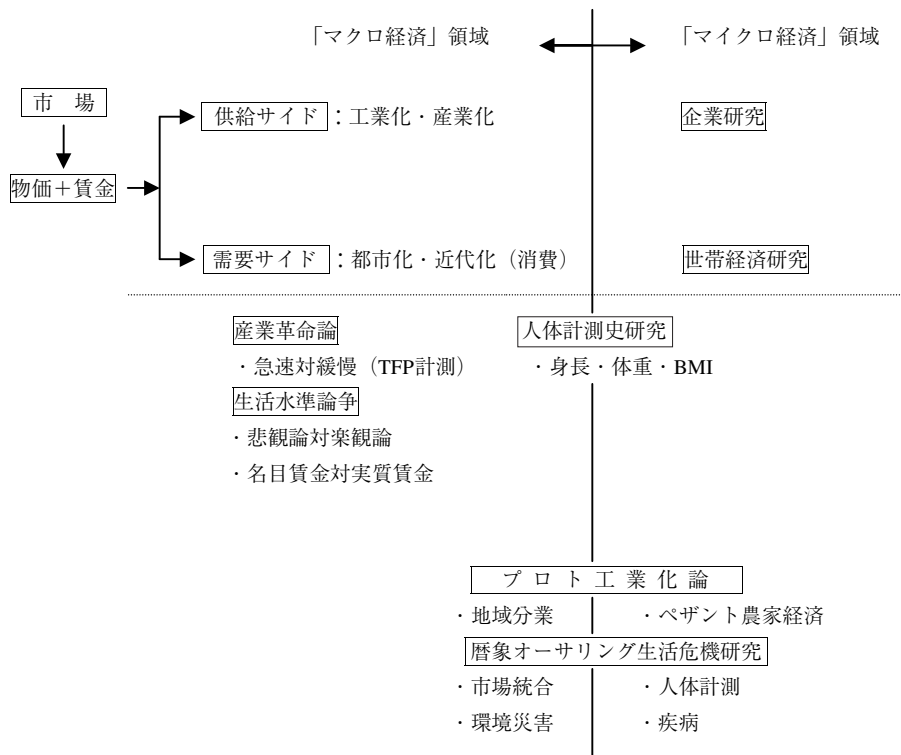 「マクロ経済」領域 「マイクロ経済」領域
市 場
供給サイド：工業化・産業化 企業研究
物価＋賃金
需要サイド：都市化・近代化（消費） 世帯経済研究
産業革命論 人体計測史研究
・急速対緩慢（TFP計測） ・身長・体重・BMI
生活水準論争
・悲観論対楽観論
・名目賃金対実質賃金
プ ロ ト 工 業 化 論
・地域分業 ・ペザント農家経済
暦象オーサリング生活危機研究
・市場統合 ・人体計測
・環境災害 ・疾病